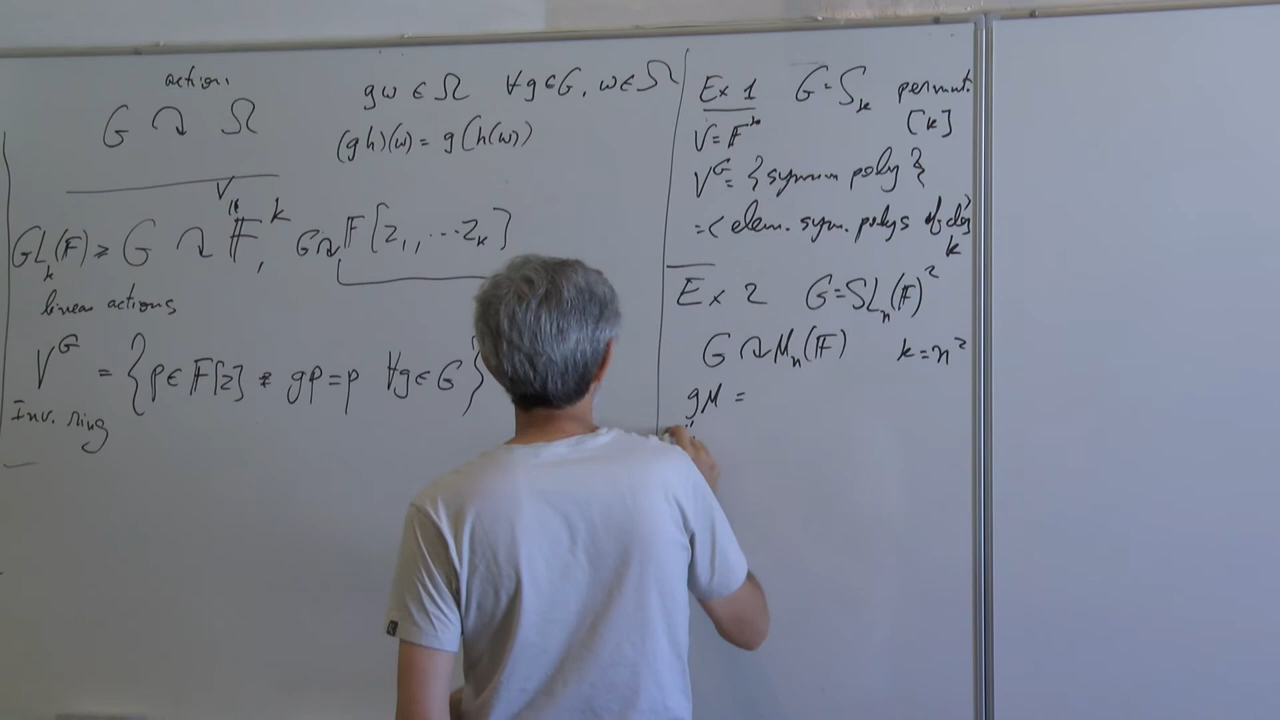 action.
G ↷ Ω
gω ∈ Ω ∀g∈G, ω∈Ω
(gh)(ω) = g(h(ω))
V
GL_k(F) ≥ G ↷ F^k, G↷F[z_1, ... z_k]
linear actions
V^G = {p∈F[z] * gp=p ∀g∈G}
Inv. ring
Ex 1 G=S_k permut.
[k]
V=F^k
V^G = {symm poly}
=< elem. sym. polys of deg>
k
Ex 2 G=SL_n(F)^2
G ↷ M_n(F) k=n^2
gM =